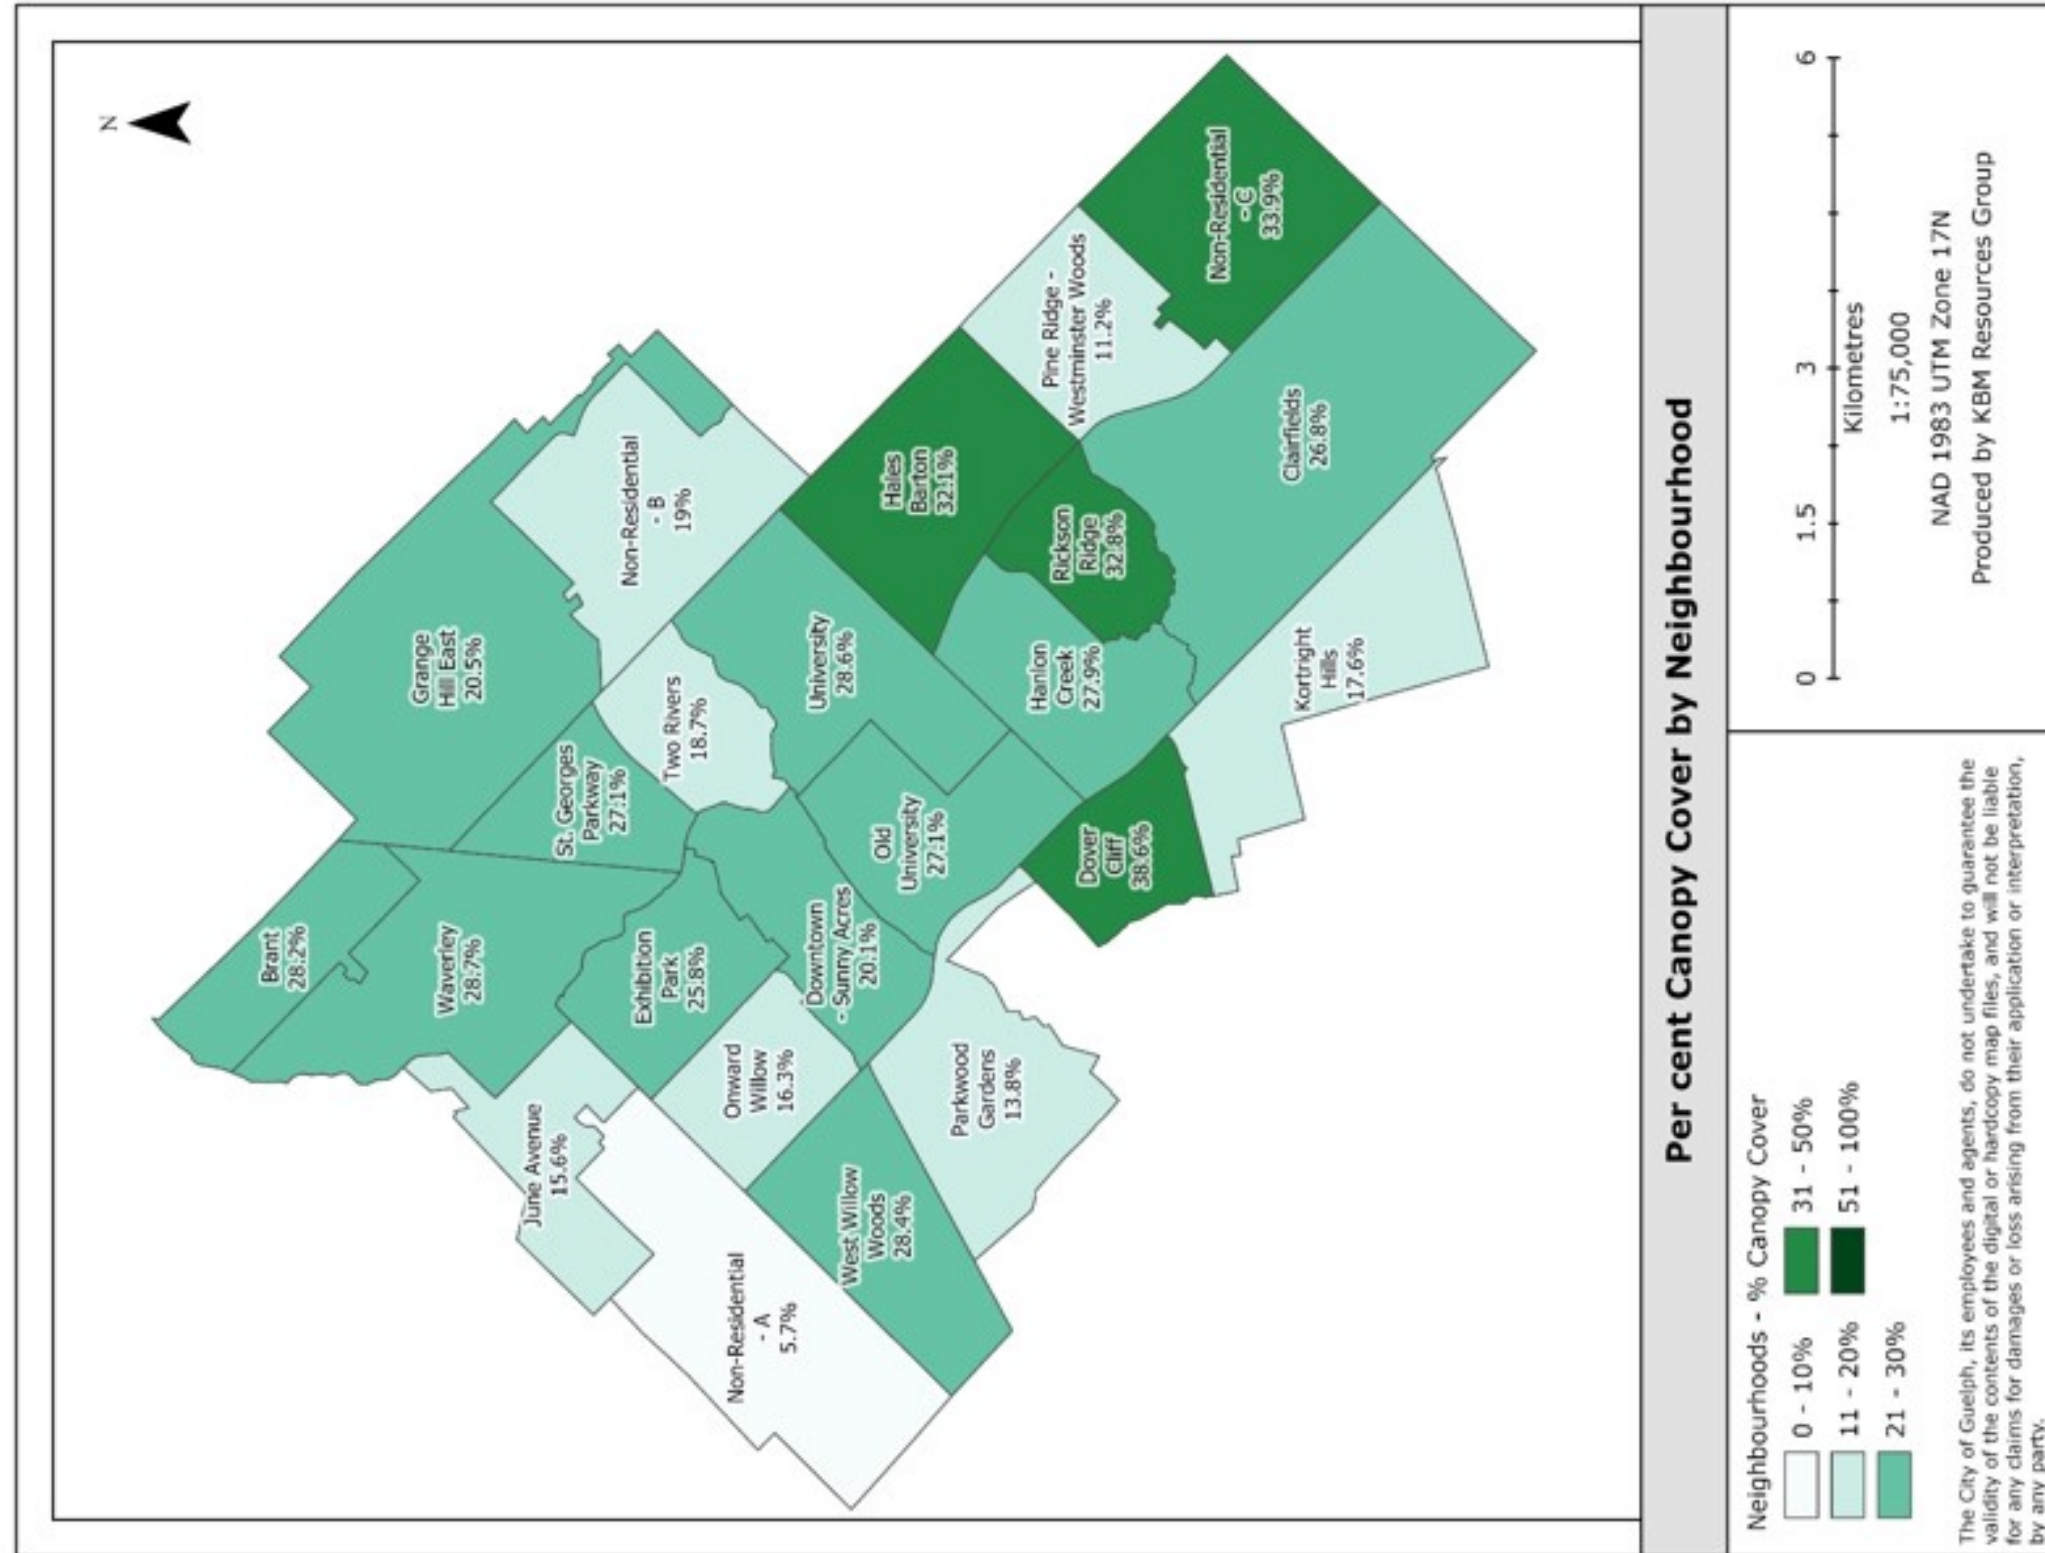 N
Brant
28.2%
Waverley
28.7%
Grange
Hill East
20.5%
June Avenue
15.6%
St. Georges
Parkway
27.1%
Exhibition
Park
25.8%
Non-Residential
- B
19%
Two Rivers
18.7%
Non-Residential
- A
5.7%
Onward
Willow
16.3%
Downtown
- Sunny Acres
20.1%
University
28.6%
West Willow
Woods
28.4%
Old
University
27.1%
Hales
Barton
32.1%
Parkwood
Gardens
13.8%
Dover
Cliff
38.6%
Hanlon
Creek
27.9%
Rickson
Ridge
32.8%
Pine Ridge -
Westminster Woods
11.2%
Non-Residential
- C
33.9%
Clairfields
26.8%
Kortright
Hills
17.6%
Per cent Canopy Cover by Neighbourhood
Neighbourhoods - % Canopy Cover
0 - 10%
11 - 20%
21 - 30%
31 - 50%
51 - 100%
The City of Guelph, its employees and agents, do not undertake to guarantee the
validity of the contents of the digital or hardcopy map files, and will not be liable
for any claims for damages or loss arising from their application or interpretation,
by any party.
0 1.5 3 6
Kilometres
1:75,000
NAD 1983 UTM Zone 17N
Produced by KBM Resources Group